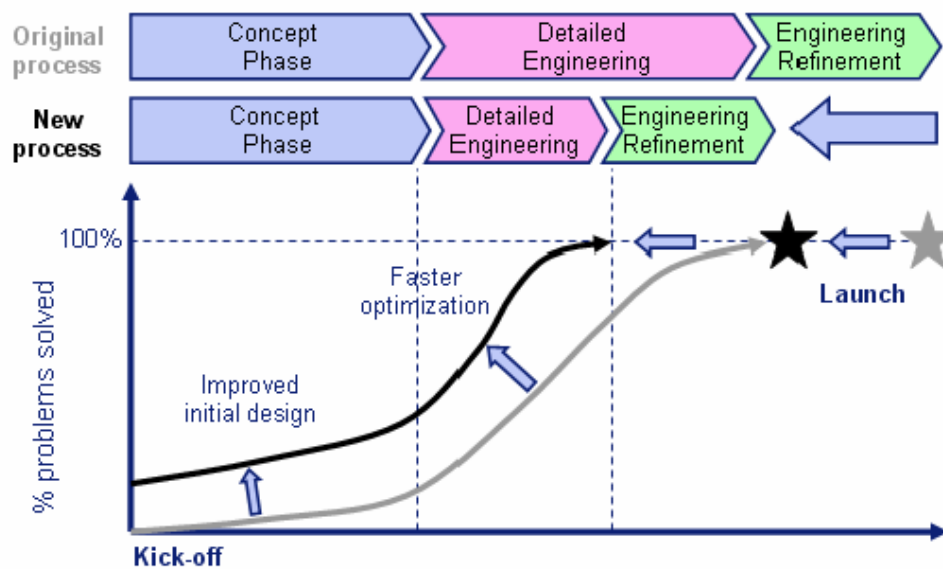 Original
process
Concept
Phase
Detailed
Engineering
Engineering
Refinement
New
process
Concept
Phase
Detailed
Engineering
Engineering
Refinement
100%
% problems solved
Faster
optimization
Launch
Improved
initial design
Kick-off